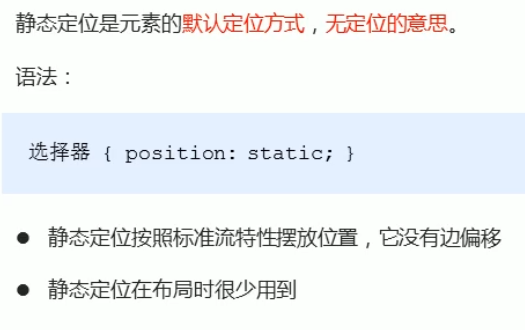 静态定位是元素的默认定位方式，无定位的意思。
语法：
选择器 { position: static; }
● 静态定位按照标准流特性摆放位置，它没有边偏移
● 静态定位在布局时很少用到